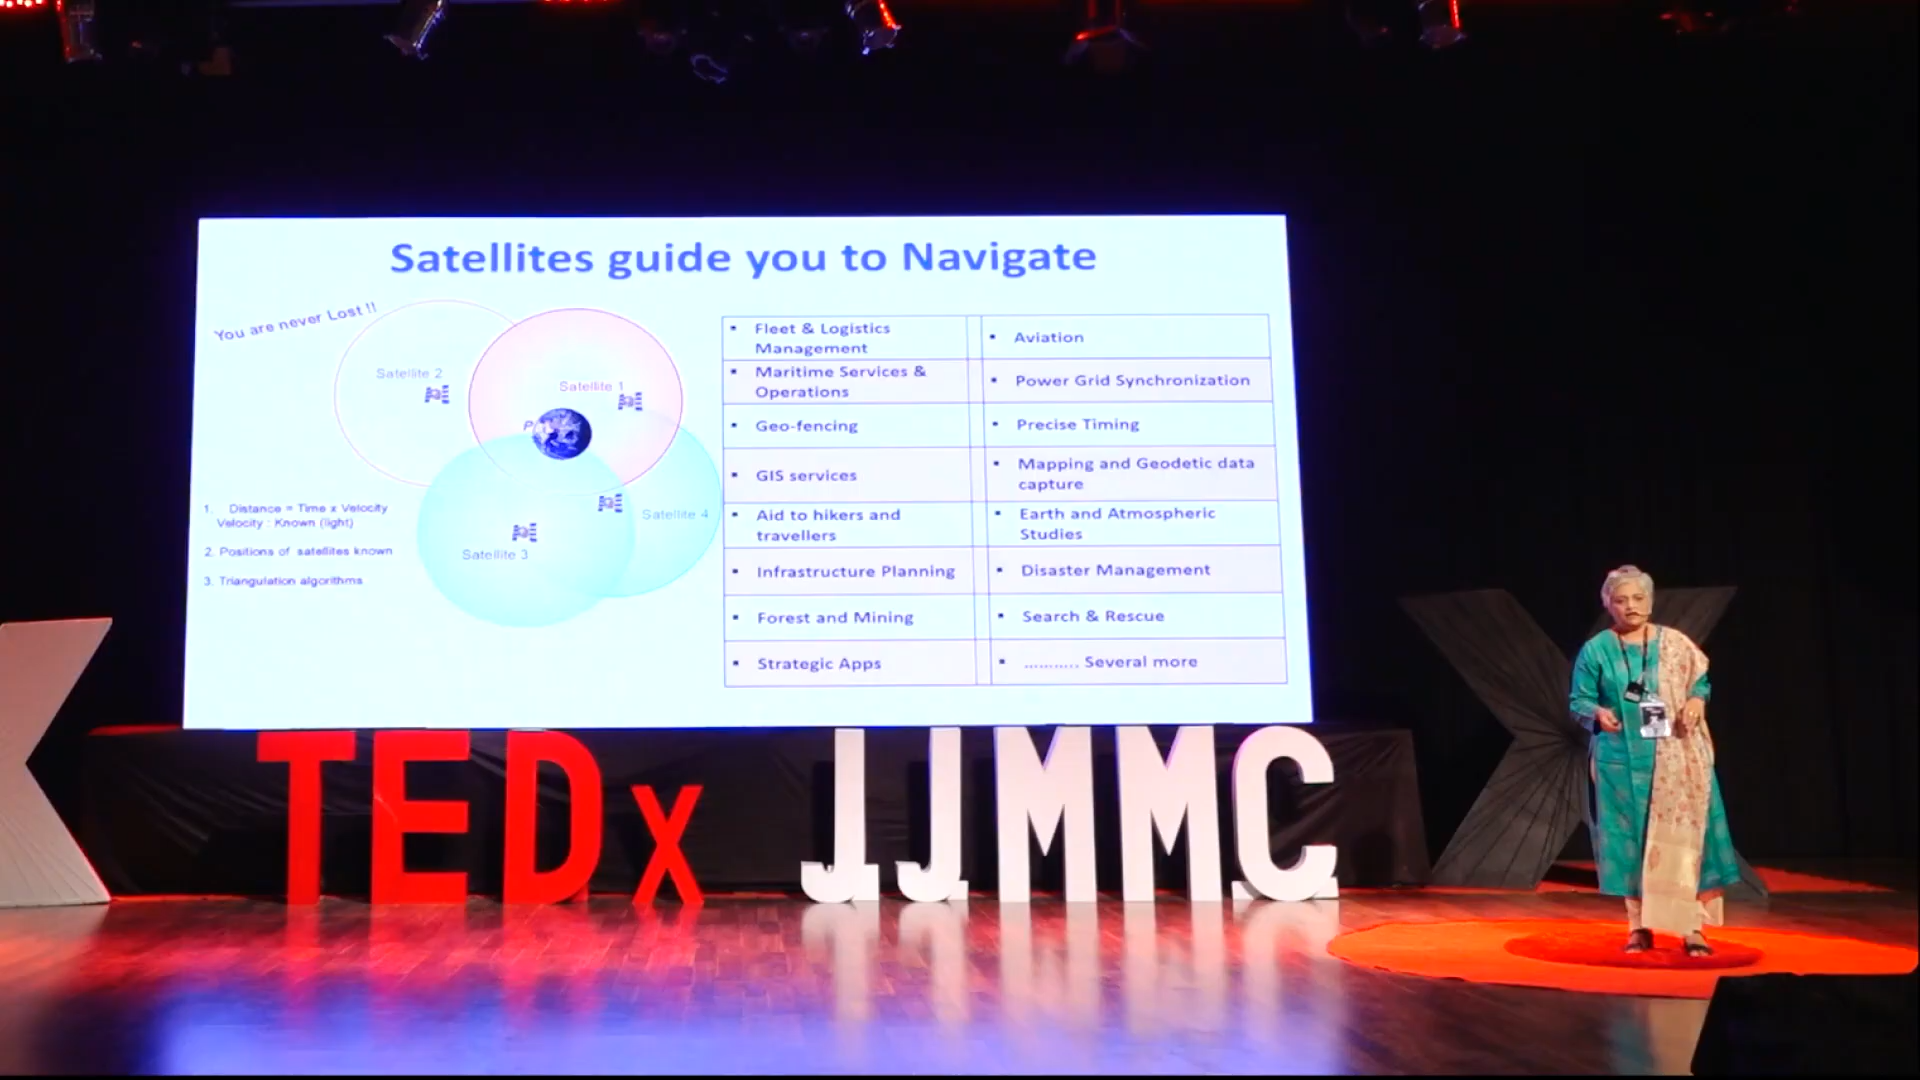 Satellites guide you to Navigate
You are never Lost !!
Satellite 2
Satellite 1
P
Satellite 3
Satellite 4
1. Distance = Time x Velocity
Velocity : Known (light)
2. Positions of satellites known
3. Triangulation algorithms
▪ Fleet & Logistics
Management
▪ Aviation
▪ Maritime Services &
Operations
▪ Power Grid Synchronization
▪ Geo-fencing
▪ Precise Timing
▪ GIS services
▪ Mapping and Geodetic data
capture
▪ Aid to hikers and
travellers
▪ Earth and Atmospheric
Studies
▪ Infrastructure Planning
▪ Disaster Management
▪ Forest and Mining
▪ Search & Rescue
▪ Strategic Apps
▪ ........... Several more
TEDx JJMMC